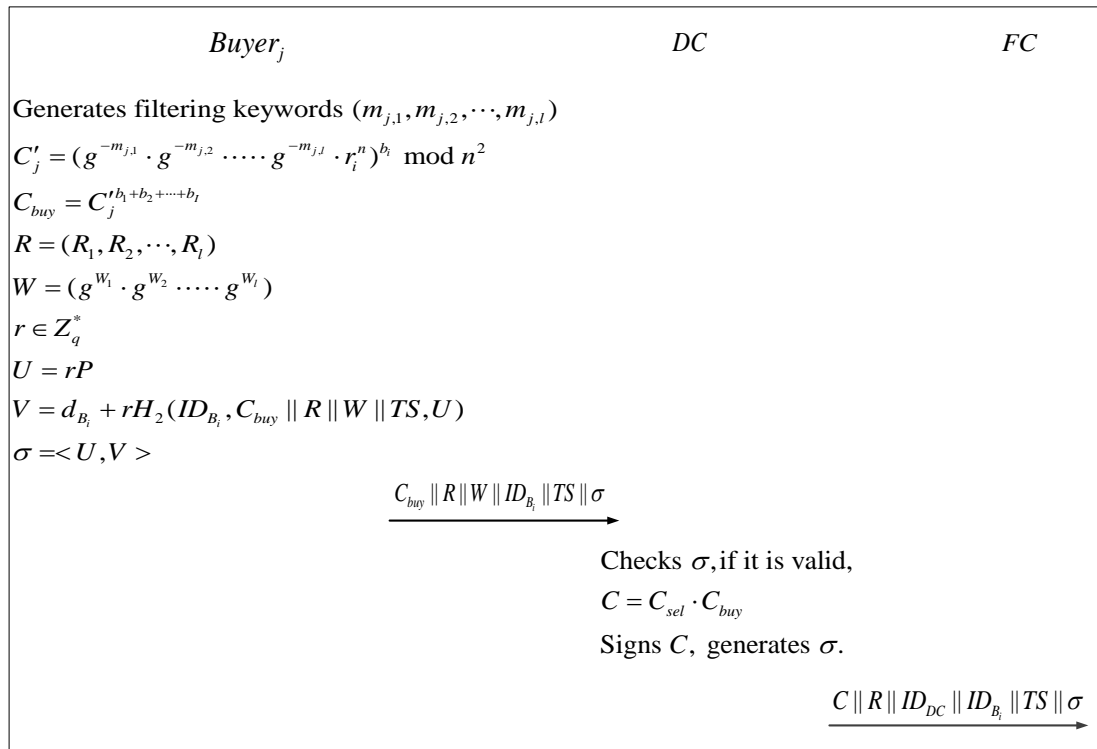 Buyer_j DC FC
Generates filtering keywords (m_{j,1}, m_{j,2}, ⋯, m_{j,l})
C′_j = (g^{−m_{j,1}} · g^{−m_{j,2}} ····· g^{−m_{j,l}} · r_i^n)^{b_i} mod n^2
C_{buy} = C′_j^{b_1+b_2+⋯+b_I}
R = (R_1, R_2, ⋯, R_l)
W = (g^{W_1} · g^{W_2} ····· g^{W_l})
r ∈ Z_q^*
U = rP
V = d_{B_i} + rH_2(ID_{B_i}, C_{buy} || R || W || TS, U)
σ =< U, V >
C_{buy} || R || W || ID_{B_i} || TS || σ
Checks σ, if it is valid,
C = C_{sel} · C_{buy}
Signs C, generates σ.
C || R || ID_{DC} || ID_{B_i} || TS || σ